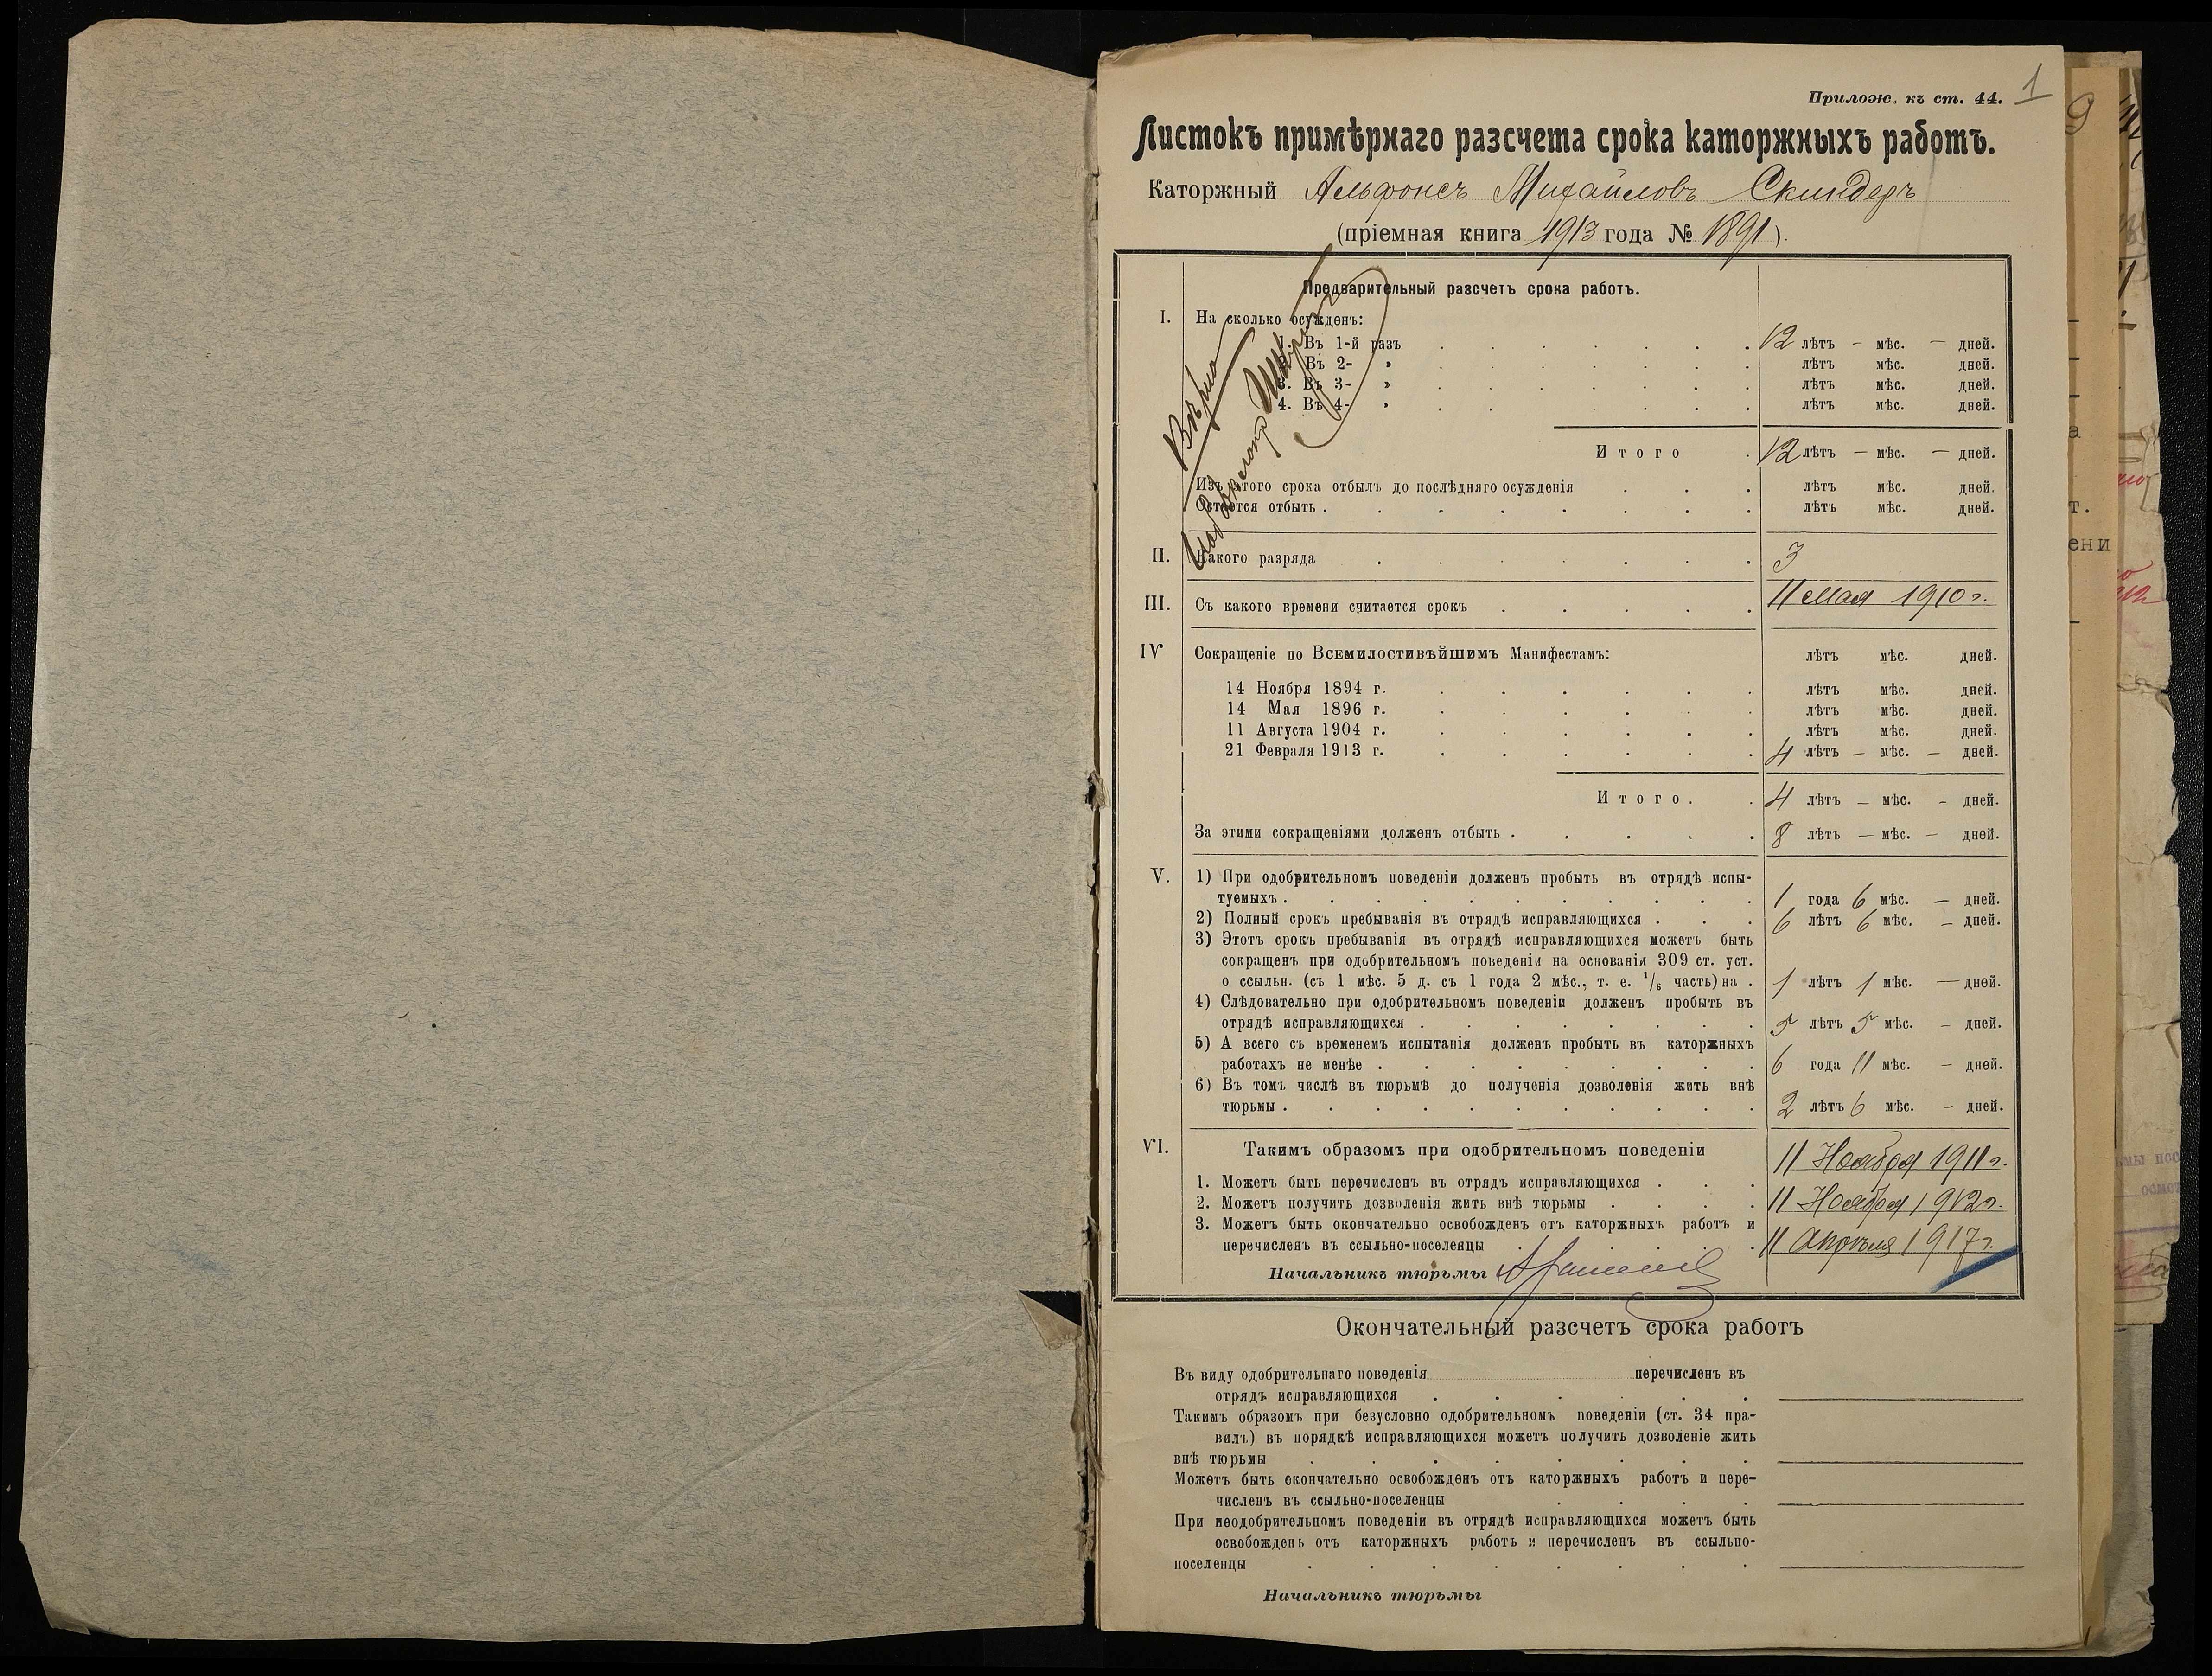 Прилож. къ ст. 44.
1
Листокъ примѣрнаго разсчета срока каторжныхъ работъ.
Каторжный Альфонсъ Михайловъ Скиндеръ
(пріемная книга 1913 года № 1891).
Предварительный разсчетъ срока работъ.
I. На сколько осужденъ:
1. Въ 1-й разъ 12 лѣтъ — мѣс. — дней.
2. Въ 2- » лѣтъ мѣс. дней.
3. Въ 3- » лѣтъ мѣс. дней.
4. Въ 4- » лѣтъ мѣс. дней.
Итого 12 лѣтъ — мѣс. — дней.
Вѣрно
Изъ этого срока отбылъ до послѣдняго осужденія лѣтъ мѣс. дней.
Остается отбыть лѣтъ мѣс. дней.
II. Какого разряда 3
III. Съ какого времени считается срокъ 11 Мая 1910 г.
IV Сокращеніе по Всемилостивѣйшимъ Манифестамъ: лѣтъ мѣс. дней.
14 Ноября 1894 г. лѣтъ мѣс. дней.
14 Мая 1896 г. лѣтъ мѣс. дней.
11 Августа 1904 г. лѣтъ мѣс. дней.
21 Февраля 1913 г. 4 лѣтъ — мѣс. — дней.
Итого. 4 лѣтъ — мѣс. — дней.
За этими сокращеніями долженъ отбыть . 8 лѣтъ — мѣс. — дней.
V. 1) При одобрительномъ поведеніи долженъ пробыть въ отрядѣ испы-
туемыхъ . 1 года 6 мѣс. — дней.
2) Полный срокъ пребыванія въ отрядѣ исправляющихся . 6 лѣтъ 6 мѣс. — дней.
3) Этотъ срокъ пребыванія въ отрядѣ исправляющихся можетъ быть
сокращенъ при одобрительномъ поведеніи на основаніи 309 ст. уст.
о ссыльн. (съ 1 мѣс. 5 д. съ 1 года 2 мѣс., т. е. 1/6 часть) на . 1 лѣтъ 1 мѣс. — дней.
4) Слѣдовательно при одобрительномъ поведеніи долженъ пробыть въ
отрядѣ исправляющихся . 5 лѣтъ 5 мѣс. — дней.
5) А всего съ временемъ испытанія долженъ пробыть въ каторжныхъ
работахъ не менѣе . 6 года 11 мѣс. — дней.
6) Въ томъ числѣ въ тюрьмѣ до полученія дозволенія жить внѣ
тюрьмы . 2 лѣтъ 6 мѣс. — дней.
VI. Такимъ образомъ при одобрительномъ поведеніи
1. Можетъ быть перечисленъ въ отрядъ исправляющихся . 11 Ноября 1911 г.
2. Можетъ получить дозволенія жить внѣ тюрьмы 11 Ноября 1912 г.
3. Можетъ быть окончательно освобожденъ отъ каторжныхъ работъ и
перечисленъ въ ссыльно-поселенцы 11 Апрѣля 1917 г.
Начальникъ тюрьмы
Окончательный разсчетъ срока работъ
Въ виду одобрительнаго поведенія перечисленъ въ
отрядъ исправляющихся
Такимъ образомъ при безусловно одобрительномъ поведеніи (ст. 34 пра-
вилъ) въ порядкѣ исправляющихся можетъ получить дозволеніе жить
внѣ тюрьмы
Можетъ быть окончательно освобожденъ отъ каторжныхъ работъ и пере-
численъ въ ссыльно-поселенцы
При неодобрительномъ поведеніи въ отрядѣ исправляющихся можетъ быть
освобожденъ отъ каторжныхъ работъ и перечисленъ въ ссыльно-
поселенцы
Начальникъ тюрьмы